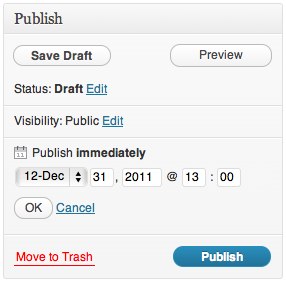 Publish
Save Draft Preview
Status: Draft Edit
Visibility: Public Edit
Publish immediately
12-Dec 31, 2011 @ 13 : 00
OK Cancel
Move to Trash Publish